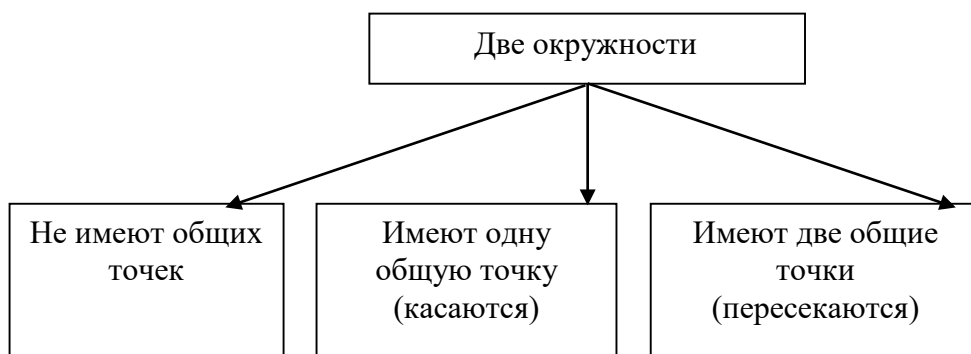 Две окружности
Не имеют общих
точек
Имеют одну
общую точку
(касаются)
Имеют две общие
точки
(пересекаются)